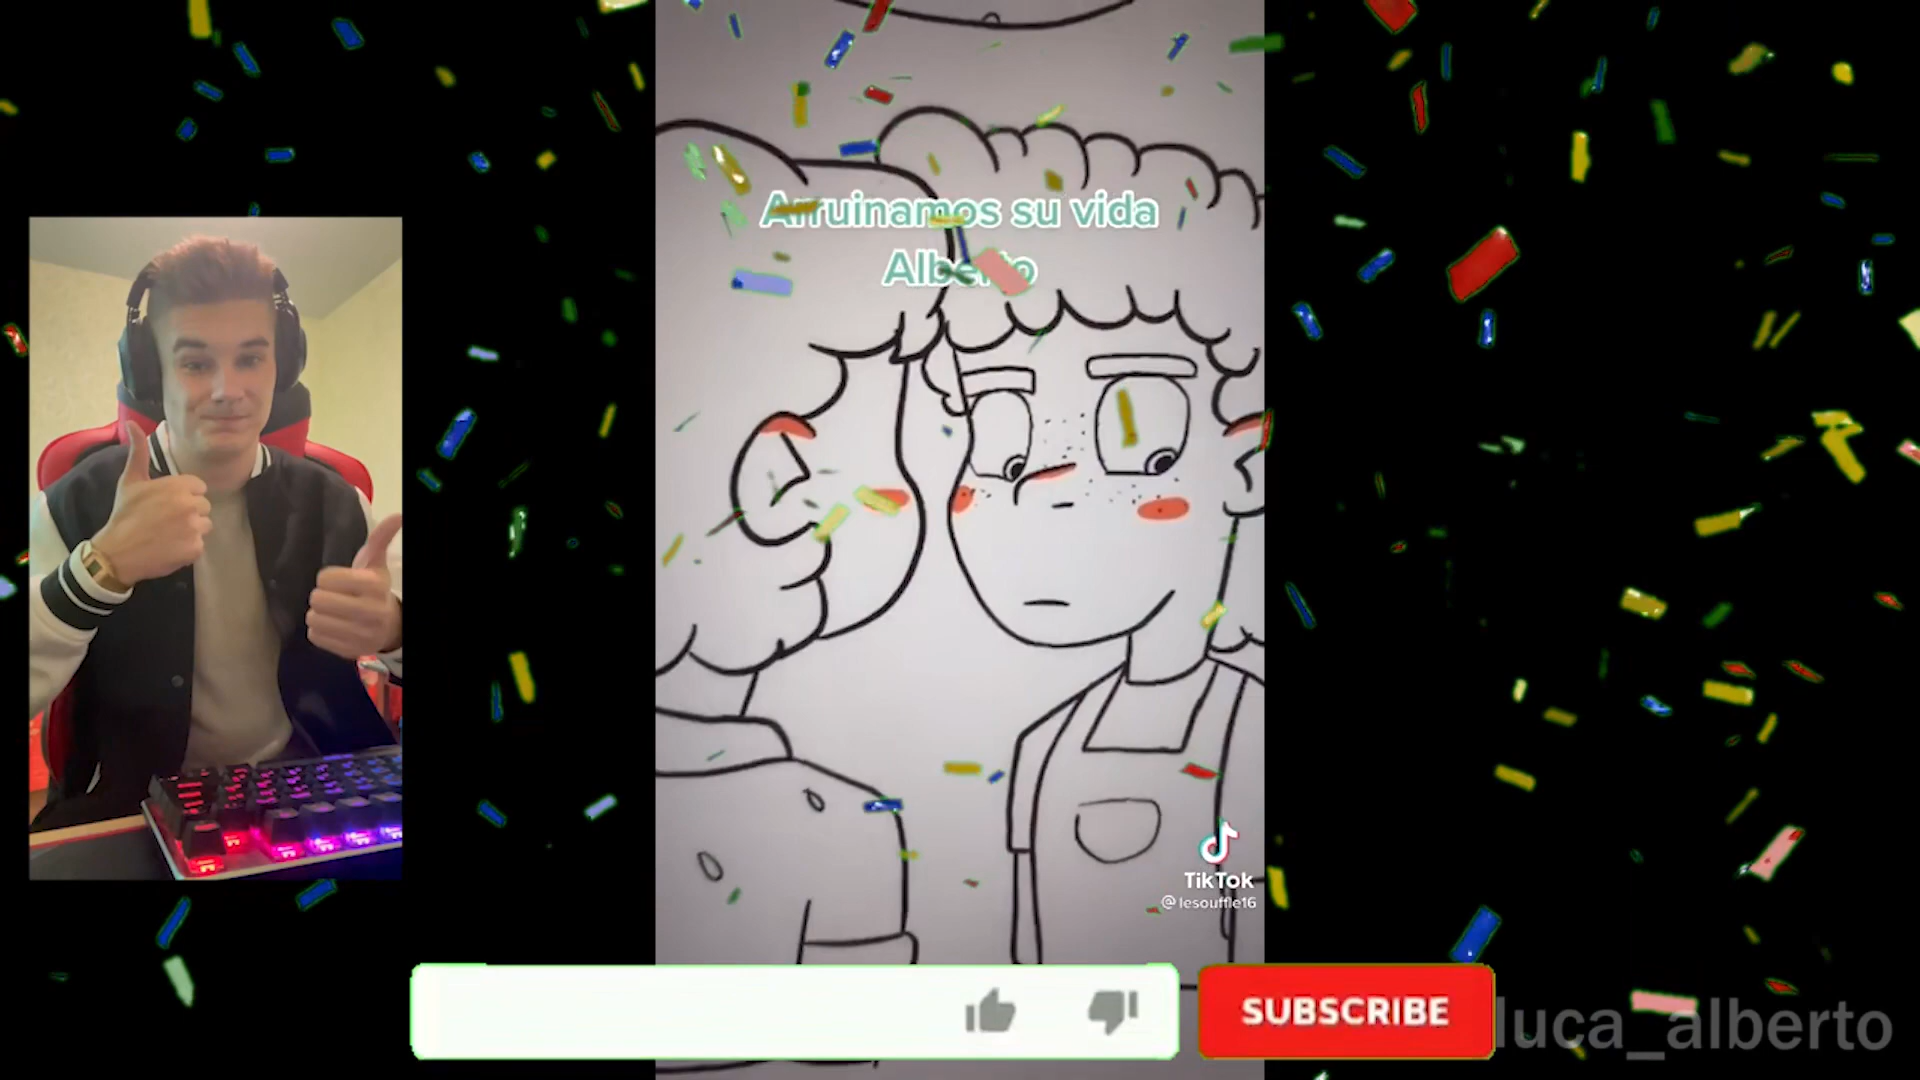 Arruinamos su vida
Alberto
TikTok
@lesouffle16
SUBSCRIBE
luca_alberto